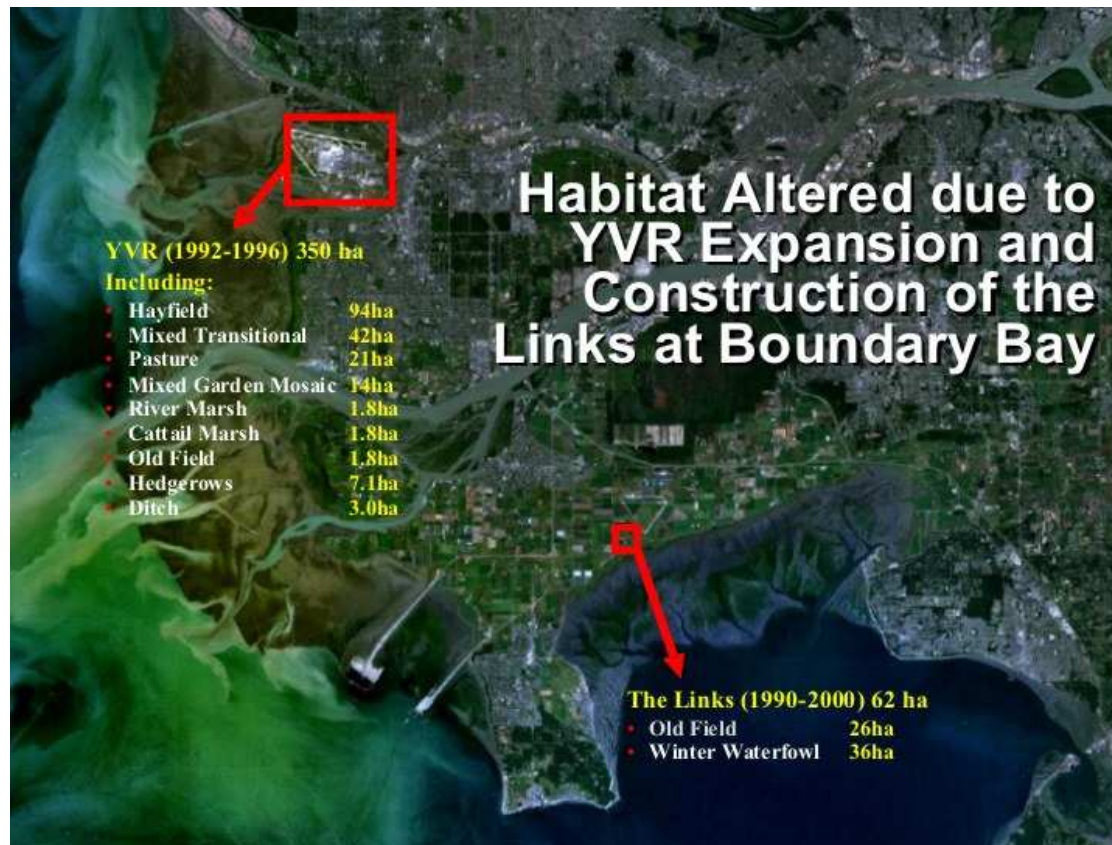 Habitat Altered due to
YVR Expansion and
Construction of the
Links at Boundary Bay
YVR (1992-1996) 350 ha
Including:
• Hayfield 94ha
• Mixed Transitional 42ha
• Pasture 21ha
• Mixed Garden Mosaic 14ha
• River Marsh 1.8ha
• Cattail Marsh 1.8ha
• Old Field 1.8ha
• Hedgerows 7.1ha
• Ditch 3.0ha
The Links (1990-2000) 62 ha
• Old Field 26ha
• Winter Waterfowl 36ha